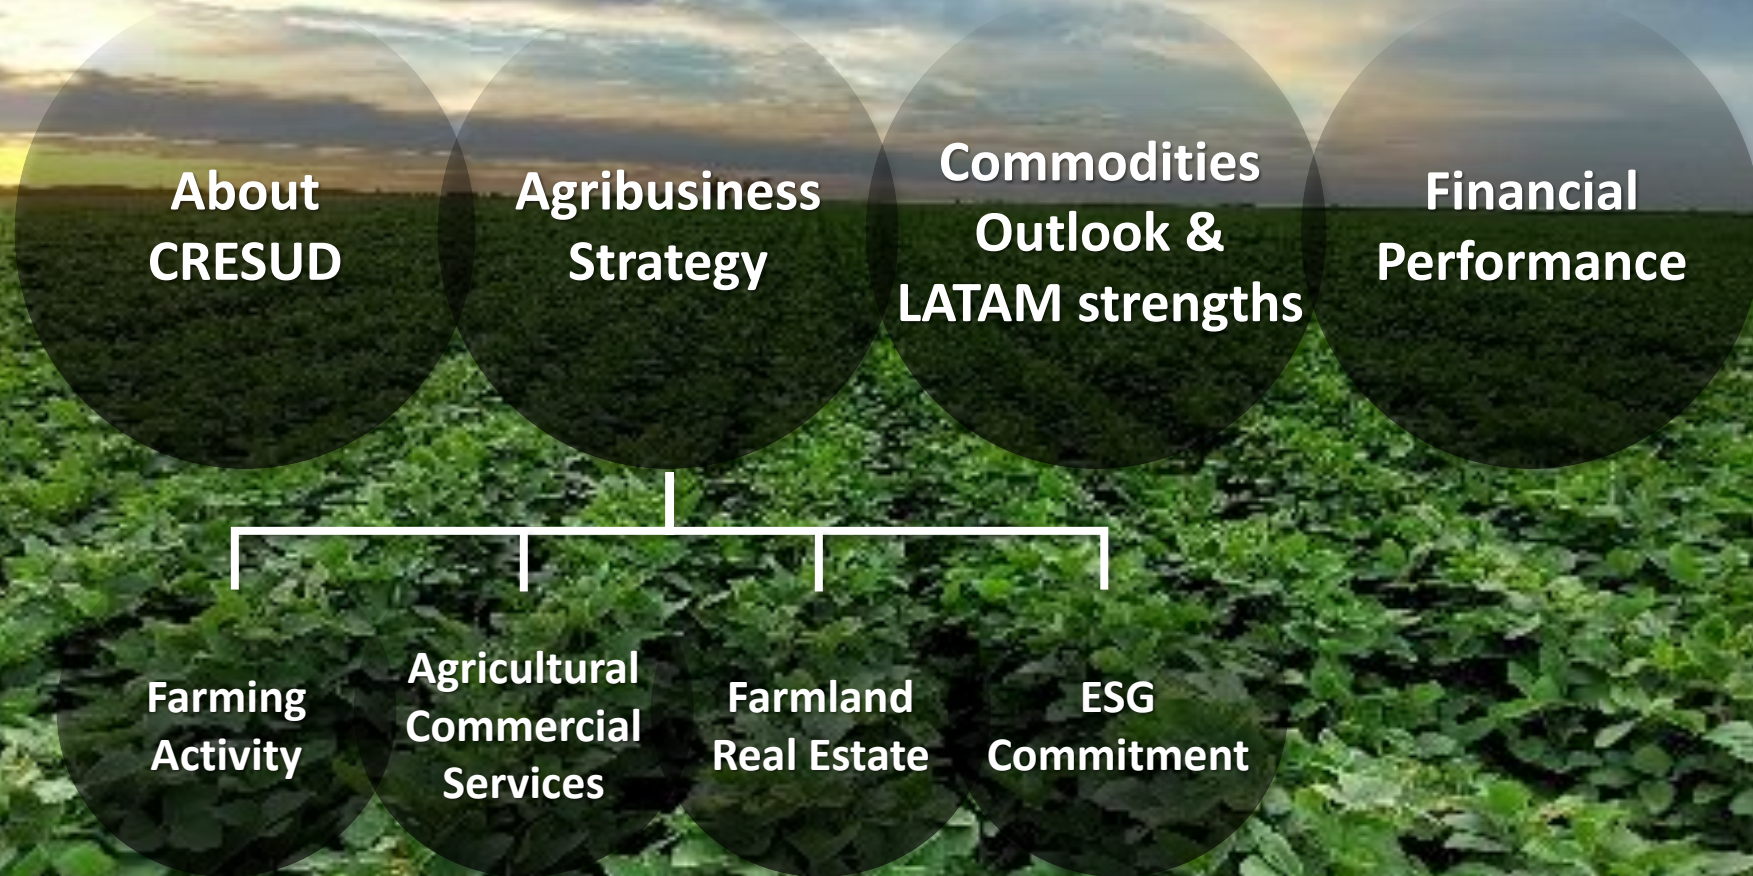 About
CRESUD
Agribusiness
Strategy
Commodities
Outlook &
LATAM strengths
Financial
Performance
Farming
Activity
Agricultural
Commercial
Services
Farmland
Real Estate
ESG
Commitment